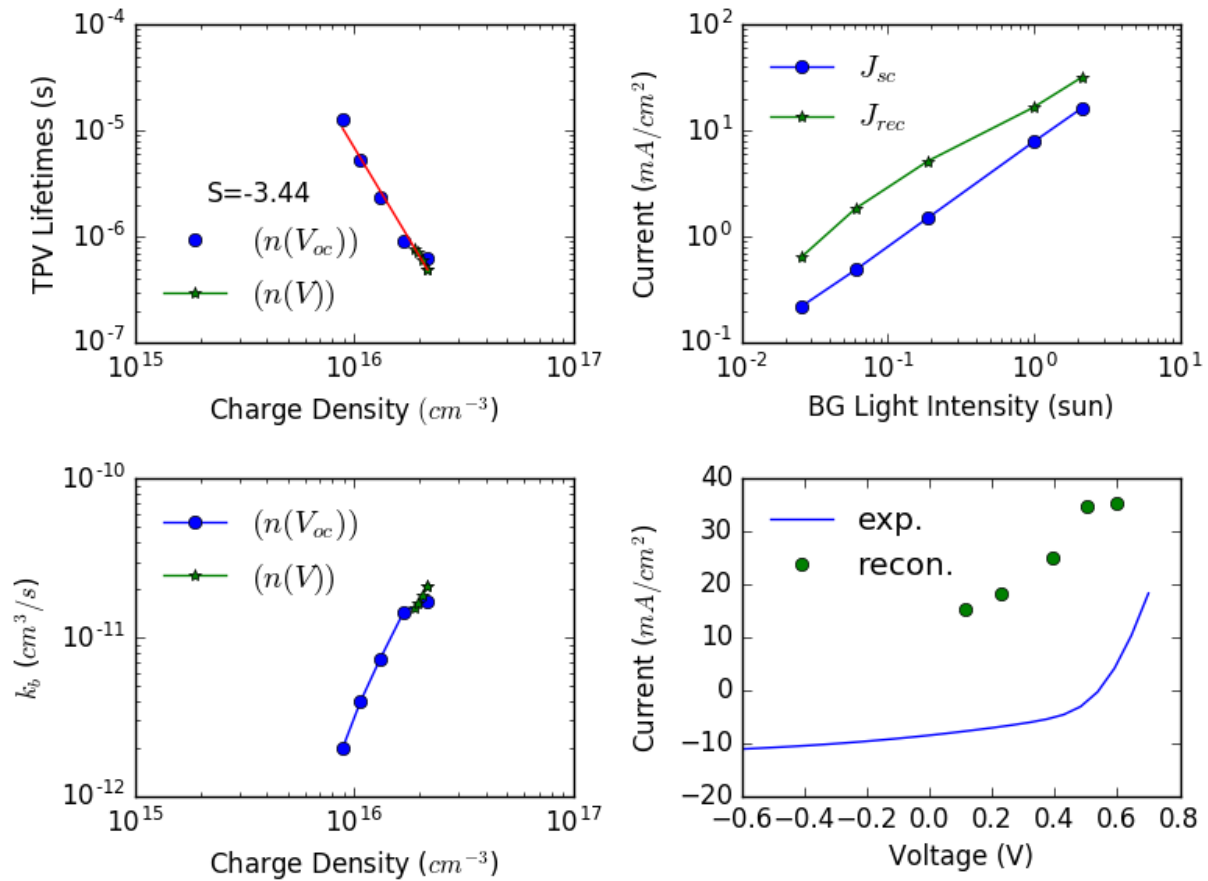 10^-4
10^-5
10^-6
10^-7
TPV Lifetimes (s)
S=-3.44
(n(V_oc))
(n(V))
10^15
10^16
10^17
Charge Density (cm^-3)
10^2
10^1
10^0
10^-1
Current (mA/cm^2)
J_sc
J_rec
10^-2
10^-1
10^0
10^1
BG Light Intensity (sun)
10^-10
10^-11
10^-12
k_b (cm^3/s)
(n(V_oc))
(n(V))
10^15
10^16
10^17
Charge Density (cm^-3)
40
30
20
10
0
−10
−20
Current (mA/cm^2)
exp.
recon.
−0.6
−0.4
−0.2
0.0
0.2
0.4
0.6
0.8
Voltage (V)